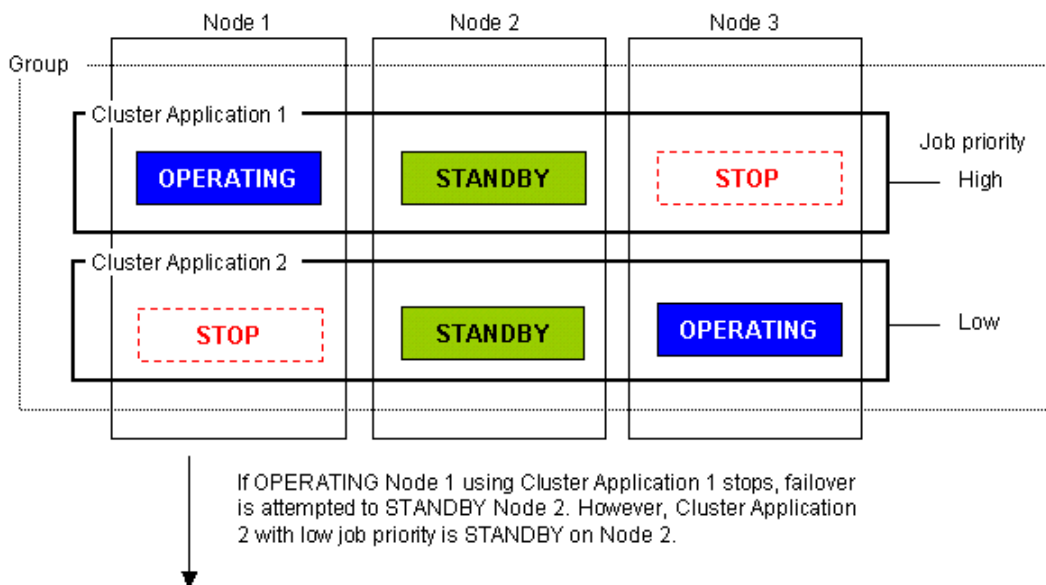 Node 1 Node 2 Node 3
Group
Cluster Application 1
Job priority
OPERATING STANDBY STOP High
Cluster Application 2
STOP STANDBY OPERATING Low
If OPERATING Node 1 using Cluster Application 1 stops, failover
is attempted to STANDBY Node 2. However, Cluster Application
2 with low job priority is STANDBY on Node 2.